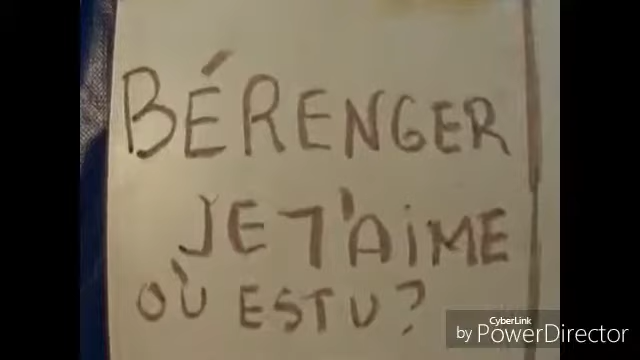 BÉRENGER
JE T'AiME
OÙ ESTU?
CyberLink
by PowerDirector